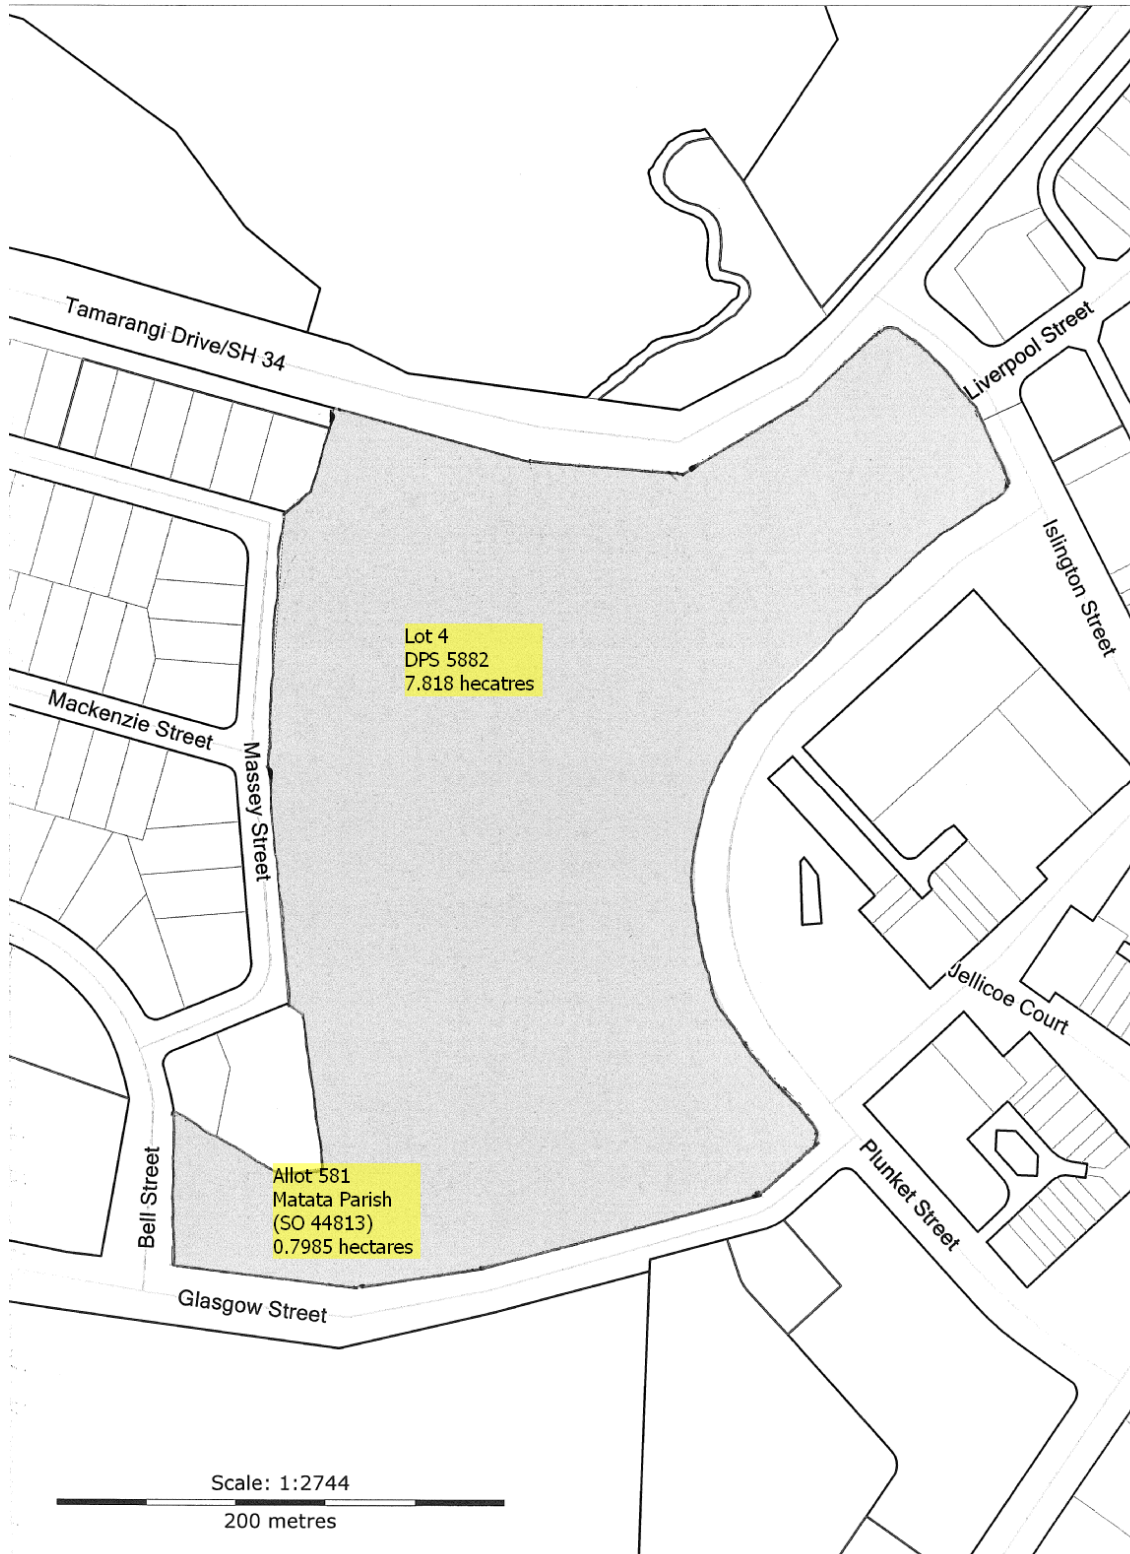 Tamarangi Drive/SH 34
Liverpool Street
Islington Street
Lot 4
DPS 5882
7.818 hecatres
Mackenzie Street
Massey Street
Jellicoe Court
Plunket Street
Bell Street
Allot 581
Matata Parish
(SO 44813)
0.7985 hectares
Glasgow Street
Scale: 1:2744
200 metres